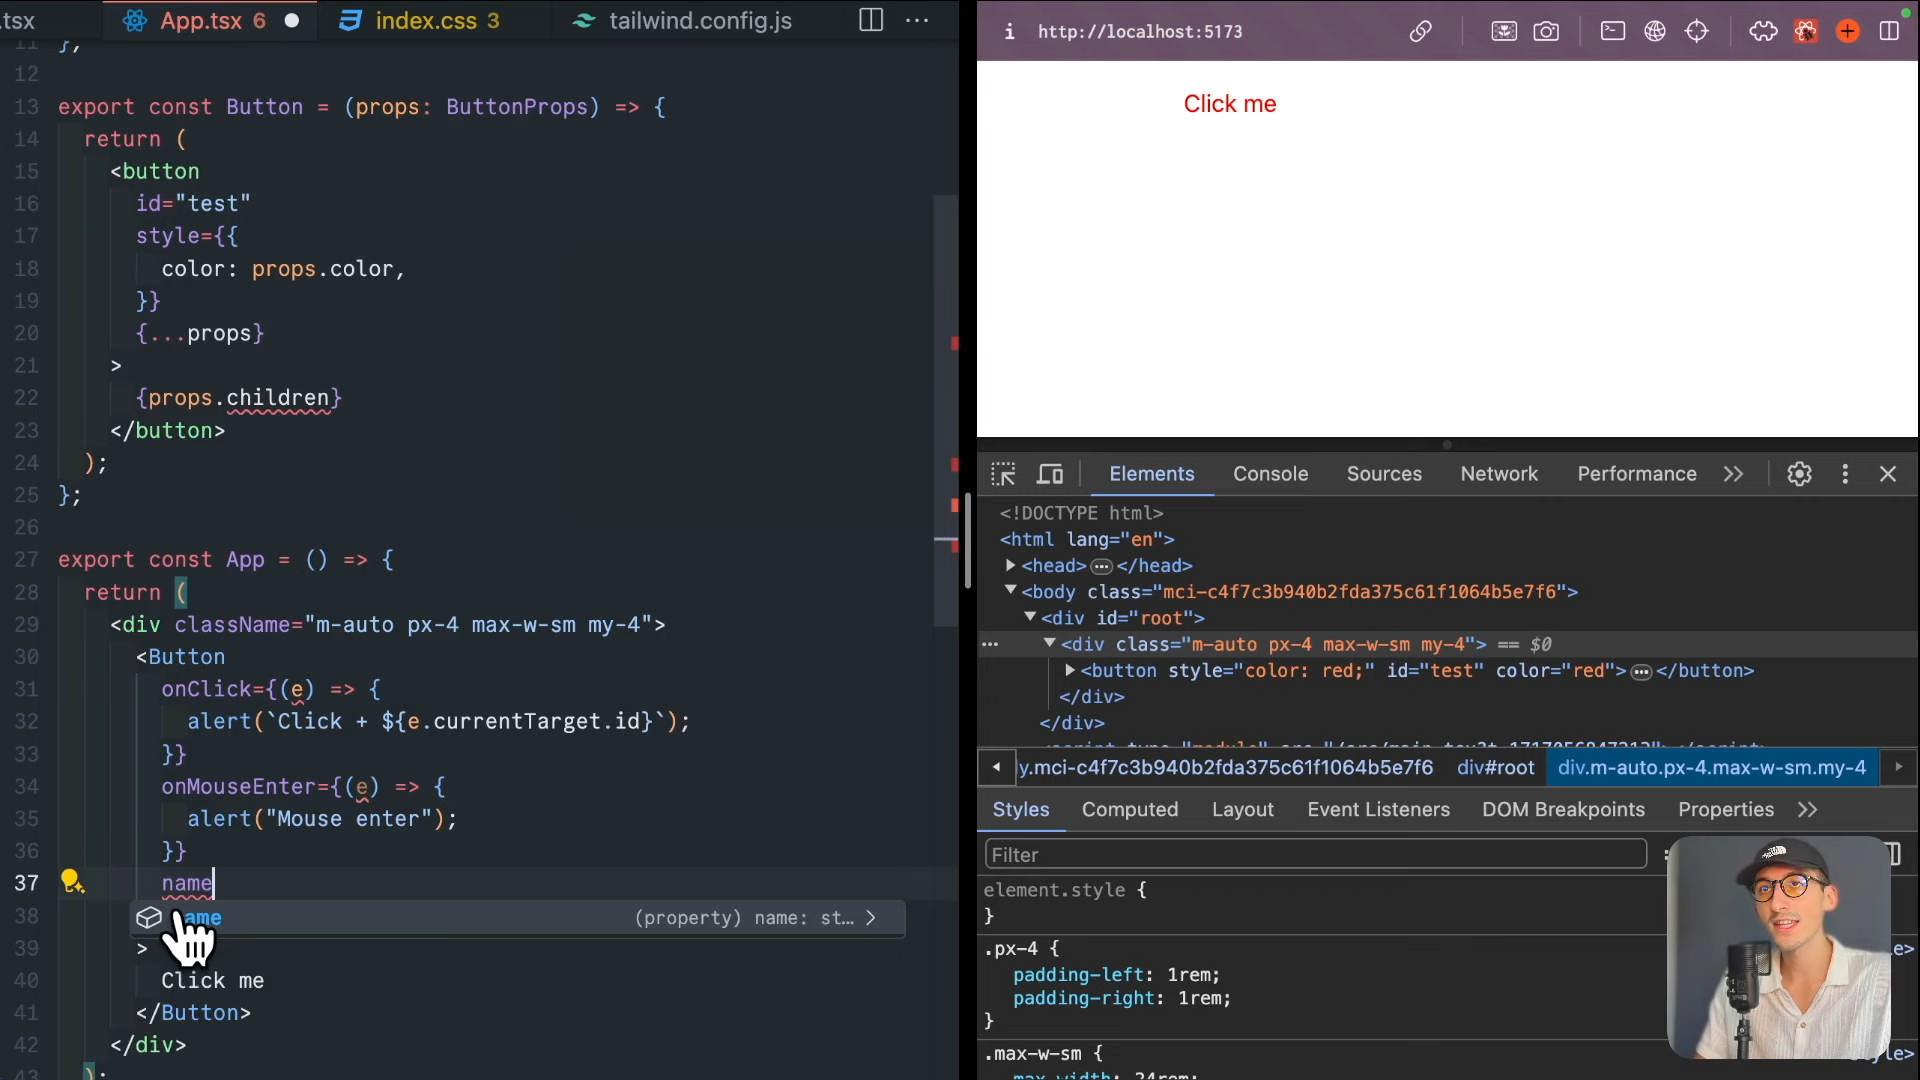 .tsx
App.tsx 6
index.css 3
tailwind.config.js
11 };
12
13 export const Button = (props: ButtonProps) => {
14 return (
15 <button
16 id="test"
17 style={{
18 color: props.color,
19 }}
20 {...props}
21 >
22 {props.children}
23 </button>
24 );
25 };
26
27 export const App = () => {
28 return (
29 <div className="m-auto px-4 max-w-sm my-4">
30 <Button
31 onClick={(e) => {
32 alert(`Click + ${e.currentTarget.id}`);
33 }}
34 onMouseEnter={(e) => {
35 alert("Mouse enter");
36 }}
37 name
38 name (property) name: st...
39 >
40 Click me
41 </Button>
42 </div>
43 );
http://localhost:5173
Click me
Elements Console Sources Network Performance
<!DOCTYPE html>
<html lang="en">
<head> </head>
<body class="mci-c4f7c3b940b2fda375c61f1064b5e7f6">
<div id="root">
<div class="m-auto px-4 max-w-sm my-4"> == $0
<button style="color: red;" id="test" color="red"> </button>
</div>
</div>
y.mci-c4f7c3b940b2fda375c61f1064b5e7f6 div#root div.m-auto.px-4.max-w-sm.my-4
Styles Computed Layout Event Listeners DOM Breakpoints Properties
Filter
element.style {
}
.px-4 {
padding-left: 1rem;
padding-right: 1rem;
}
.max-w-sm {
max-width: 24rem;